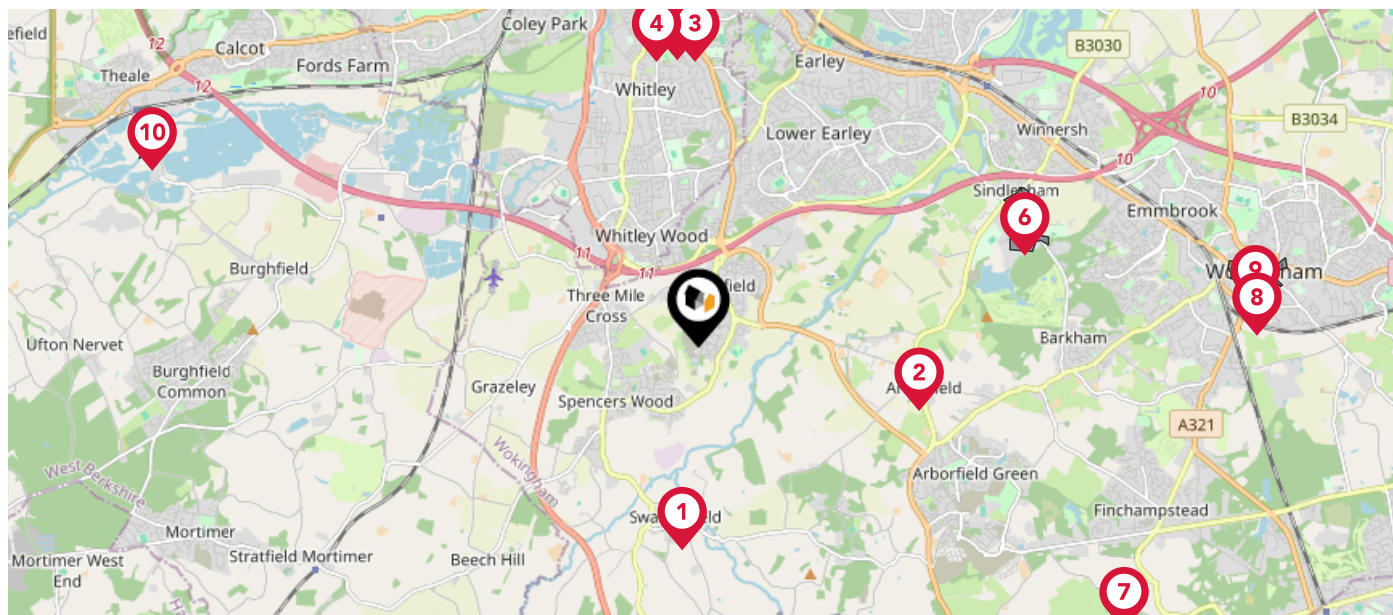 efield
Coley Park
4
3
12
Calcot
B3030
Fords Farm
Earley
Theale
12
Whitley
10
B3034
10
Lower Earley
Winnersh
10
Sindlesham
6
Emmbrook
Whitley Wood
11
11
Burghfield
9
8
field
Three Mile
Cross
Ufton Nervet
Barkham
Burghfield
Common
Grazeley
2
Spencers Wood
A321
West Berkshire
Wokingham
Arborfield Green
1
Finchampstead
Mortimer
Mortimer West
End
Stratfield Mortimer
Beech Hill
7